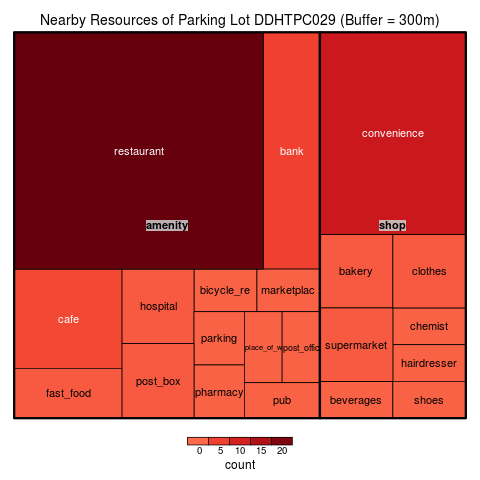 Nearby Resources of Parking Lot DDHTPC029 (Buffer = 300m)
restaurant
bank
convenience
amenity
shop
bakery
clothes
cafe
hospital
bicycle_re
marketplac
supermarket
chemist
parking
place_of_w
post_offic
hairdresser
fast_food
post_box
pharmacy
pub
beverages
shoes
0 5 10 15 20
count